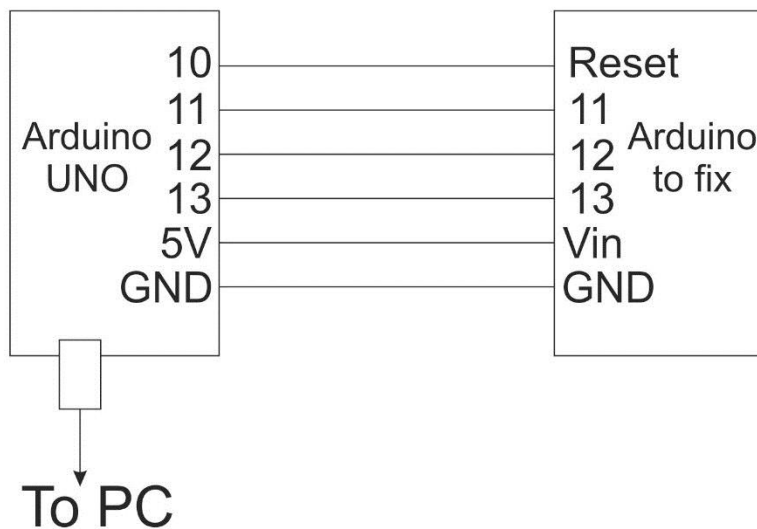 10
11
12
13
5V
GND
Arduino
UNO
Reset
11
12
13
Vin
GND
Arduino
to fix
To PC